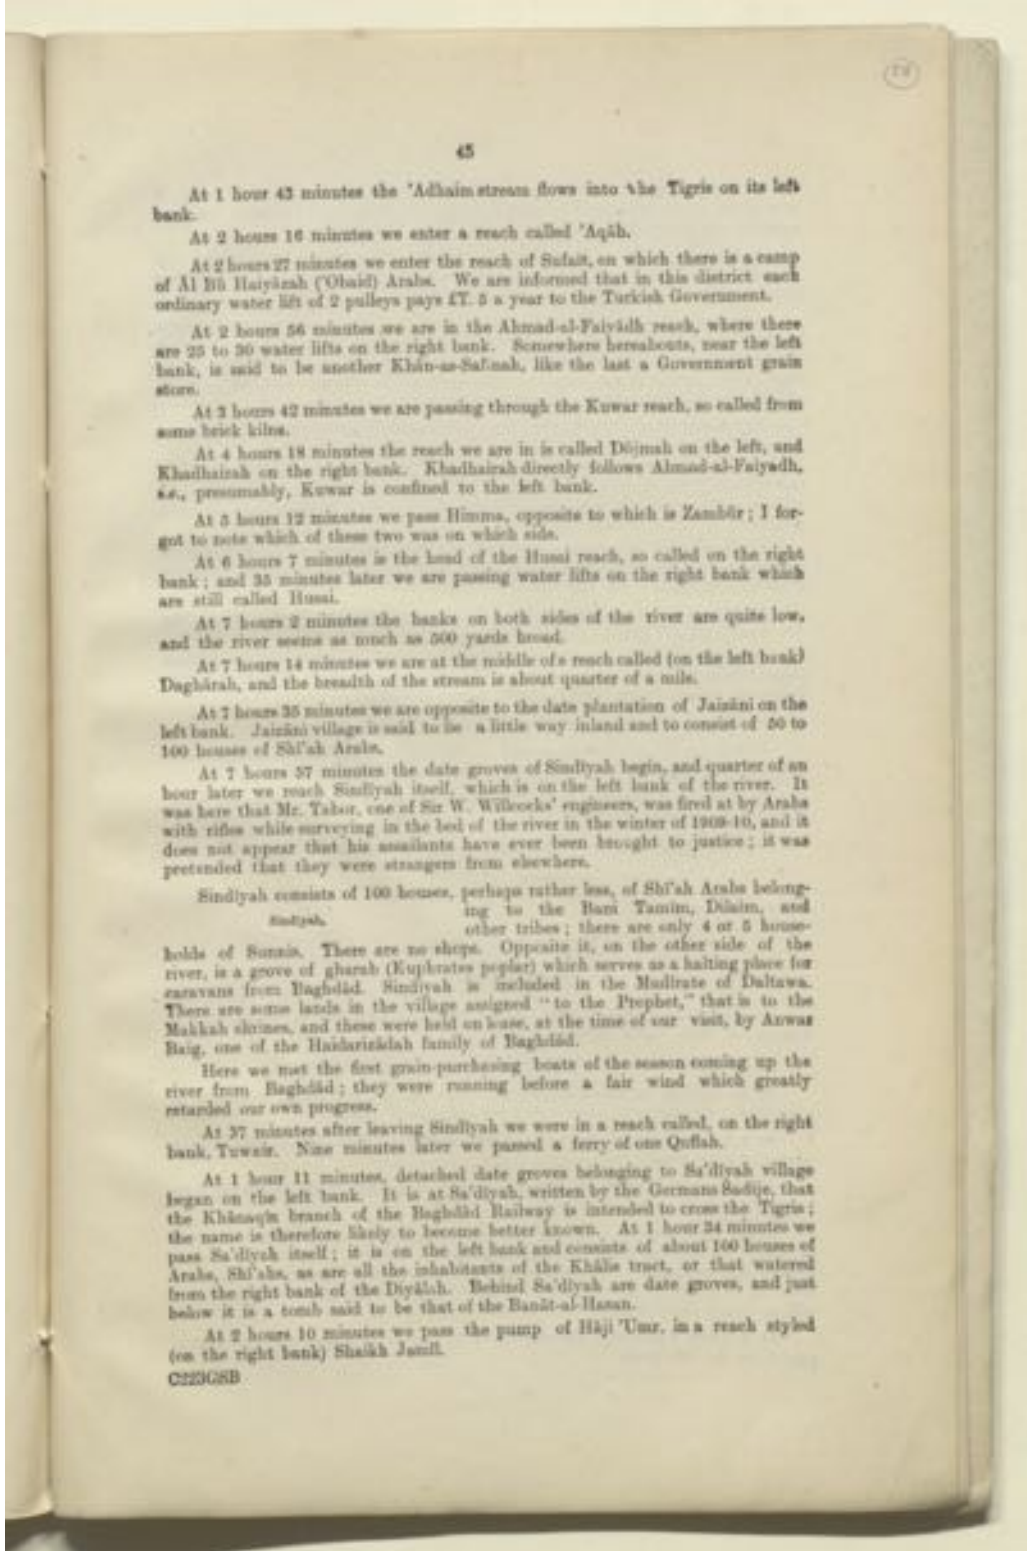 45
At 1 hour 43 minutes the 'Adhaim stream flows into the Tigris on its left
bank.
At 2 hours 16 minutes we enter a reach called 'Aqāb.
At 2 hours 27 minutes we enter the reach of Sufait, on which there is a camp
of Āl Bū Haiyāzah ('Obaid) Arabs. We are informed that in this district each
ordinary water lift of 2 pulleys pays £T. 5 a year to the Turkish Government.
At 2 hours 56 minutes we are in the Ahmad-al-Faiyādh reach, where there
are 25 to 30 water lifts on the right bank. Somewhere hereabouts, near the left
bank, is said to be another Khān-as-Safīnah, like the last a Government grain
store.
At 3 hours 42 minutes we are passing through the Kuwar reach, so called from
some brick kilns.
At 4 hours 18 minutes the reach we are in is called Dōjmah on the left, and
Khadhairah on the right bank. Khadhairah directly follows Ahmad-al-Faiyadh,
i.e., presumably, Kuwar is confined to the left bank.
At 5 hours 12 minutes we pass Himma, opposite to which is Zambūr; I for-
got to note which of these two was on which side.
At 6 hours 7 minutes is the head of the Husai reach, so called on the right
bank; and 35 minutes later we are passing water lifts on the right bank which
are still called Husai.
At 7 hours 2 minutes the banks on both sides of the river are quite low,
and the river seems as much as 500 yards broad.
At 7 hours 14 minutes we are at the middle of a reach called (on the left bank)
Daghārah, and the breadth of the stream is about quarter of a mile.
At 7 hours 35 minutes we are opposite to the date plantation of Jaizāni on the
left bank. Jaizāni village is said to be a little way inland and to consist of 50 to
100 houses of Shī'ah Arabs.
At 7 hours 57 minutes the date groves of Sindīyah begin, and quarter of an
hour later we reach Sindīyah itself, which is on the left bank of the river. It
was here that Mr. Tabor, one of Sir W. Willcocks' engineers, was fired at by Arabs
with rifles while surveying in the bed of the river in the winter of 1909-10, and it
does not appear that his assailants have ever been brought to justice; it was
pretended that they were strangers from elsewhere.
Sindīyah consists of 100 houses, perhaps rather less, of Shī'ah Arabs belong-
Sindīyah.
ing to the Bani Tamīm, Dilaim, and
other tribes; there are only 4 or 5 house-
holds of Sunnis. There are no shops. Opposite it, on the other side of the
river, is a grove of gharab (Euphrates poplar) which serves as a halting place for
caravans from Baghdād. Sindīyah is included in the Mudīrate of Daltawa.
There are some lands in the village assigned "to the Prophet," that is to the
Makkah shrines, and these were held on lease, at the time of our visit, by Anwar
Baig, one of the Haidarizādah family of Baghdād.
Here we met the first grain-purchasing boats of the season coming up the
river from Baghdād; they were running before a fair wind which greatly
retarded our own progress.
At 37 minutes after leaving Sindīyah we were in a reach called, on the right
bank, Tuwair. Nine minutes later we passed a ferry of one Quffah.
At 1 hour 11 minutes, detached date groves belonging to Sa'dīyah village
began on the left bank. It is at Sa'dīyah, written by the Germans Sadije, that
the Khānaqīn branch of the Baghdād Railway is intended to cross the Tigris;
the name is therefore likely to become better known. At 1 hour 34 minutes we
pass Sa'dīyah itself; it is on the left bank and consists of about 100 houses of
Arabs, Shī'ahs, as are all the inhabitants of the Khālis tract, or that watered
from the right bank of the Diyālah. Behind Sa'dīyah are date groves, and just
below it is a tomb said to be that of the Banāt-al-Hasan.
At 2 hours 10 minutes we pass the pump of Hāji 'Umr, in a reach styled
(on the right bank) Shaikh Jamīl.
C223GSB